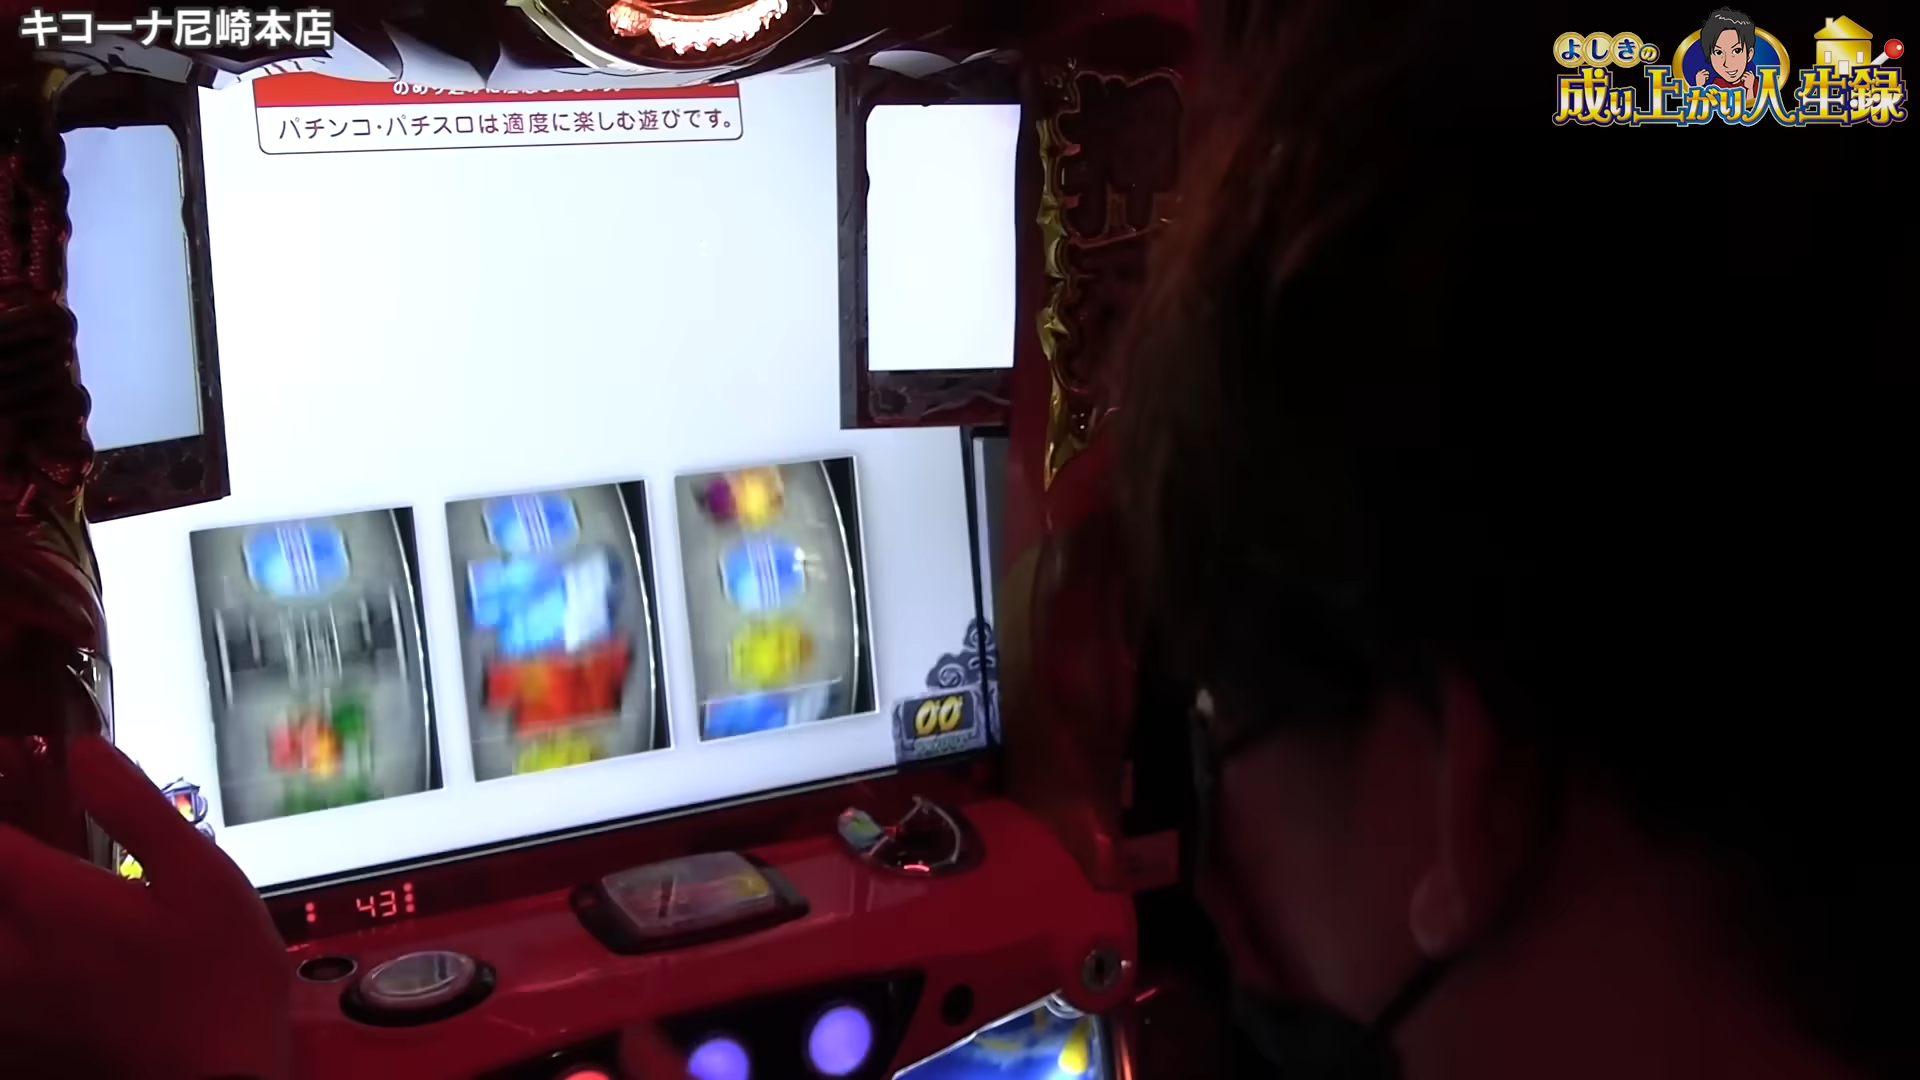 キコーナ尼崎本店
よしきの
成り上がり人生録
パチンコ・パチスロは適度に楽しむ遊びです。
00
43